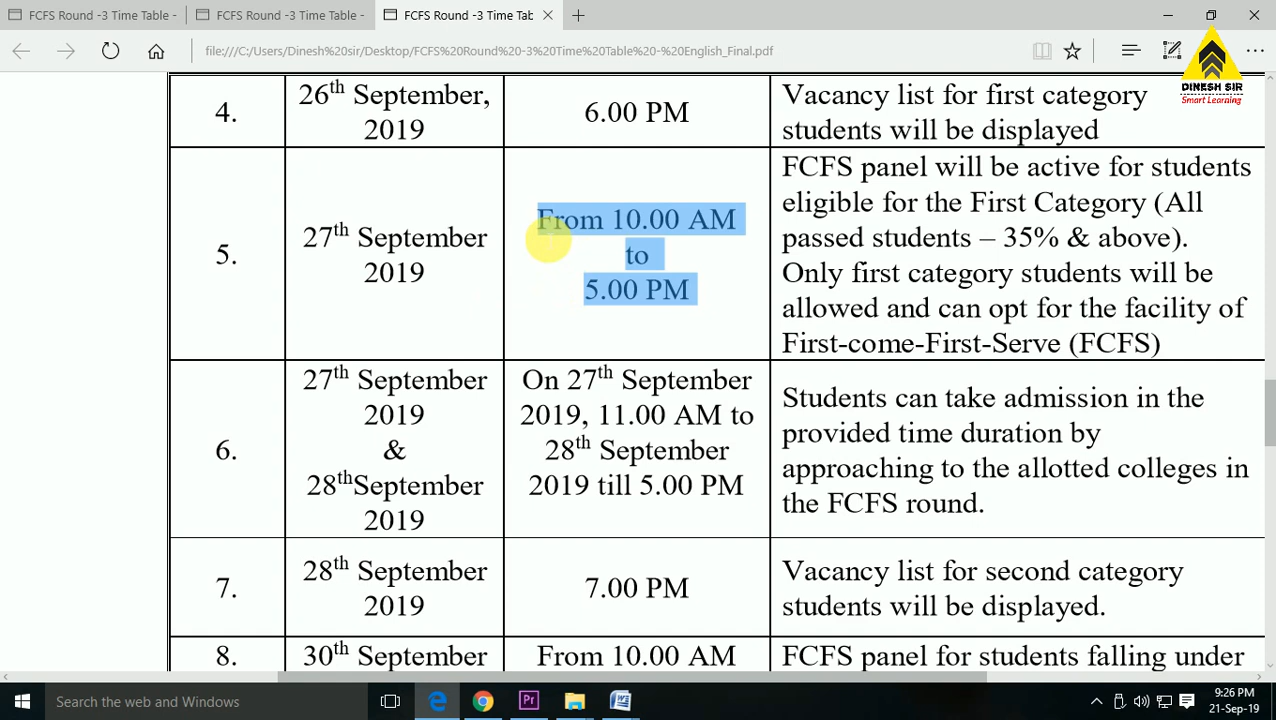 FCFS Round -3 Time Table -
FCFS Round -3 Time Table -
FCFS Round -3 Time Tab
file:///C:/Users/Dinesh%20sir/Desktop/FCFS%20Round%20-3%20Time%20Table%20-%20English_Final.pdf
DINESH SIR
Smart Learning
4.
26th September,
2019
6.00 PM
Vacancy list for first category
students will be displayed
5.
27th September
2019
From 10.00 AM
to
5.00 PM
FCFS panel will be active for students
eligible for the First Category (All
passed students – 35% & above).
Only first category students will be
allowed and can opt for the facility of
First-come-First-Serve (FCFS)
6.
27th September
2019
&
28thSeptember
2019
On 27th September
2019, 11.00 AM to
28th September
2019 till 5.00 PM
Students can take admission in the
provided time duration by
approaching to the allotted colleges in
the FCFS round.
7.
28th September
2019
7.00 PM
Vacancy list for second category
students will be displayed.
8.
30th September
From 10.00 AM
FCFS panel for students falling under
Search the web and Windows
9:26 PM
21-Sep-19